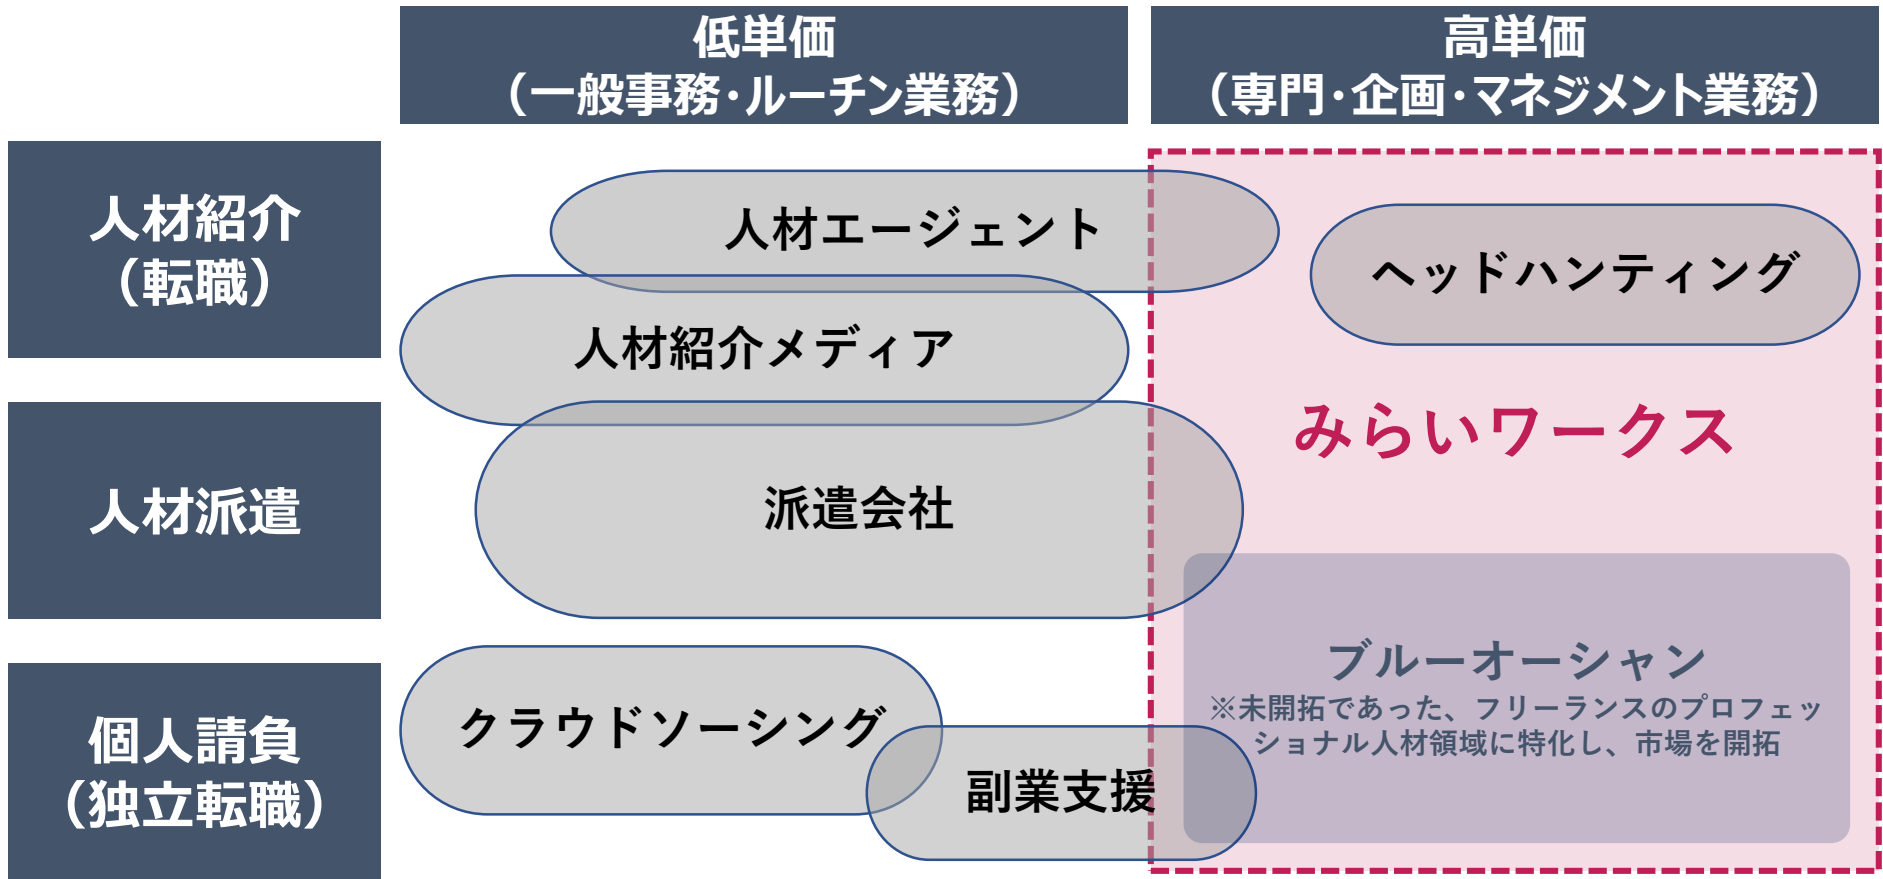 低単価
（一般事務・ルーチン業務）
高単価
（専門・企画・マネジメント業務）
人材紹介
（転職）
人材エージェント
ヘッドハンティング
人材紹介メディア
みらいワークス
人材派遣
派遣会社
ブルーオーシャン
※未開拓であった、フリーランスのプロフェッ
ショナル人材領域に特化し、市場を開拓
個人請負
（独立転職）
クラウドソーシング
副業支援